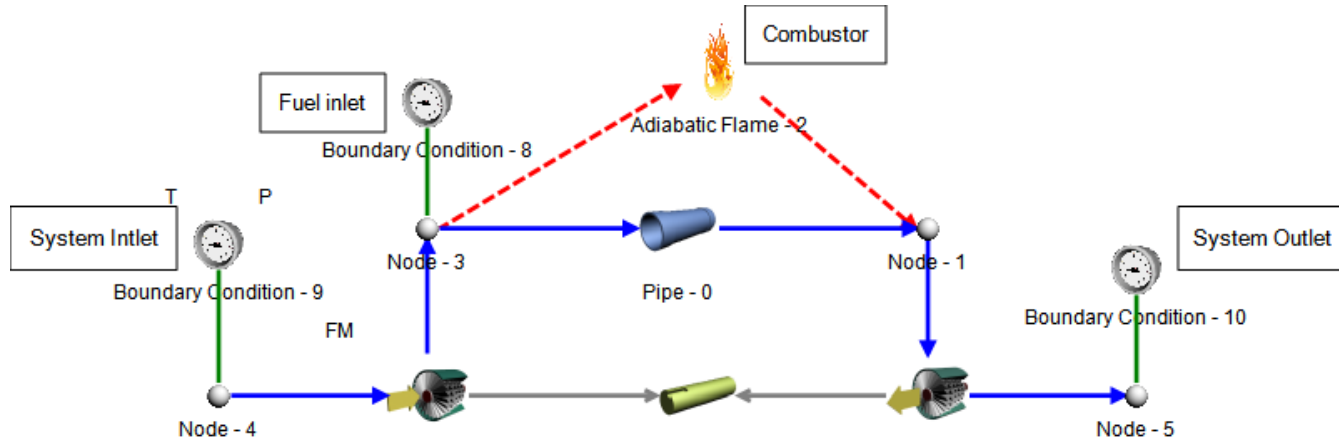 Combustor
Fuel inlet
Adiabatic Flame - 2
Boundary Condition - 8
T P
System Intlet
System Outlet
Node - 3
Node - 1
Boundary Condition - 9
Pipe - 0
Boundary Condition - 10
FM
Node - 4
Node - 5